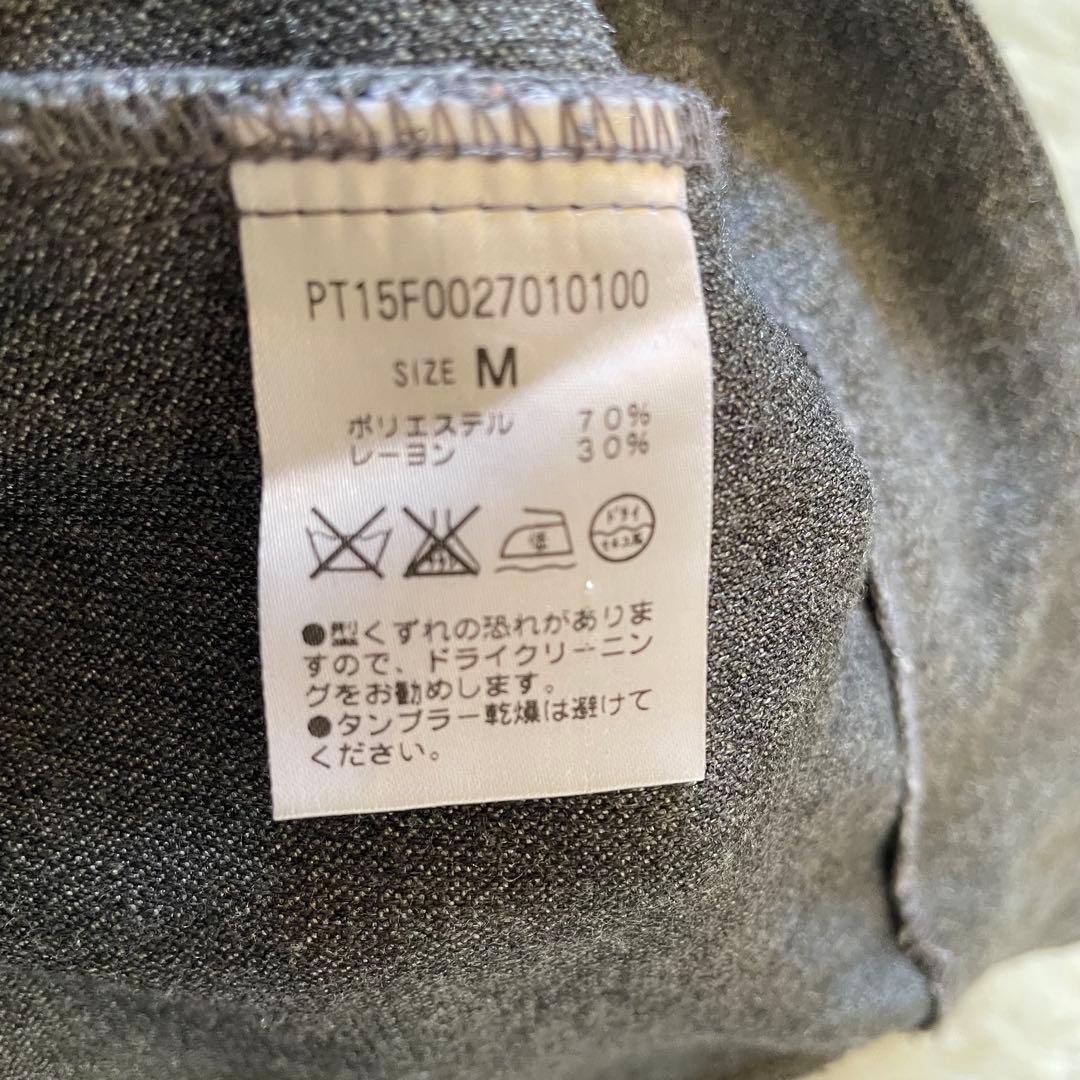 PT15F0027010100
SIZE M
ポリエステル 70%
レーヨン 30%
低 ドライ
●型くずれの恐れがありま
すので、ドライクリーニン
グをお勧めします。
●タンブラー乾燥は避けて
ください。